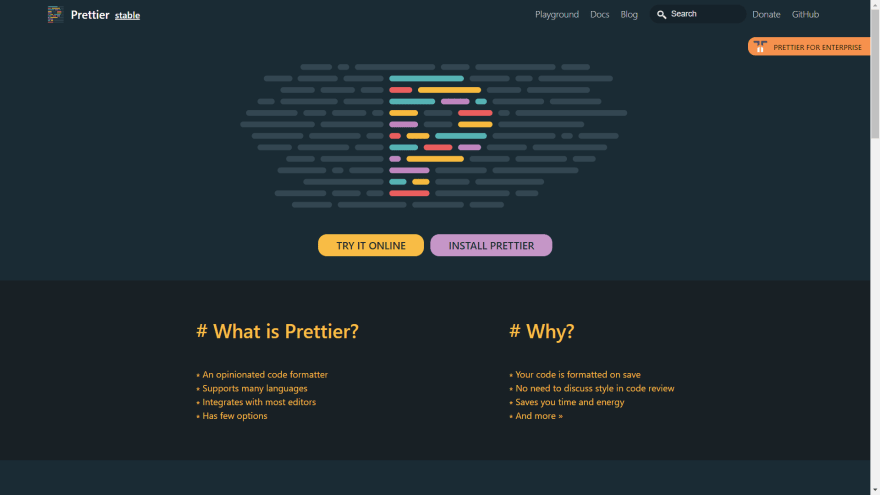 Prettier stable
Playground Docs Blog Search Donate GitHub
PRETTIER FOR ENTERPRISE
TRY IT ONLINE
INSTALL PRETTIER
# What is Prettier?
• An opinionated code formatter
• Supports many languages
• Integrates with most editors
• Has few options
# Why?
• Your code is formatted on save
• No need to discuss style in code review
• Saves you time and energy
• And more »